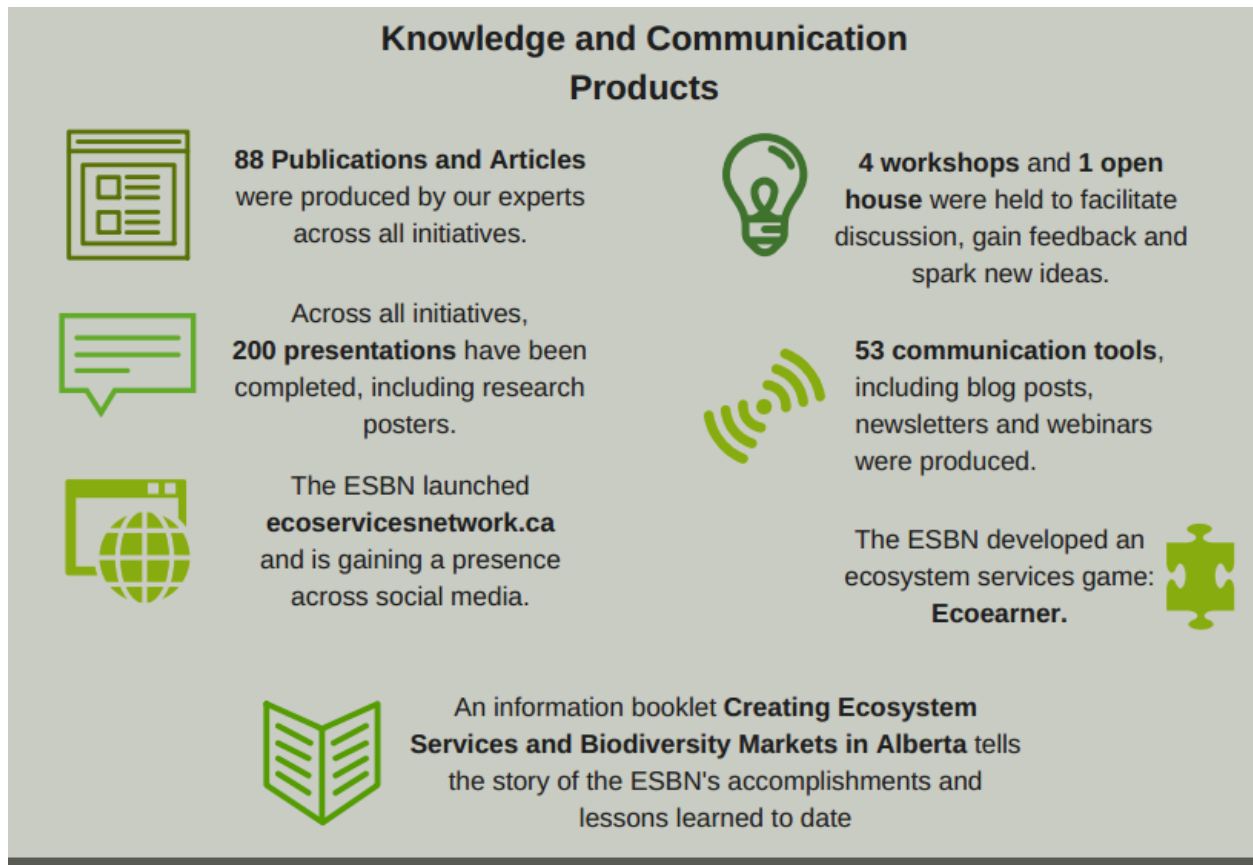 Knowledge and Communication
Products
88 Publications and Articles
were produced by our experts
across all initiatives.
Across all initiatives,
200 presentations have been
completed, including research
posters.
The ESBN launched
ecoservicesnetwork.ca
and is gaining a presence
across social media.
4 workshops and 1 open
house were held to facilitate
discussion, gain feedback and
spark new ideas.
53 communication tools,
including blog posts,
newsletters and webinars
were produced.
The ESBN developed an
ecosystem services game:
Ecoearner.
An information booklet Creating Ecosystem
Services and Biodiversity Markets in Alberta tells
the story of the ESBN's accomplishments and
lessons learned to date